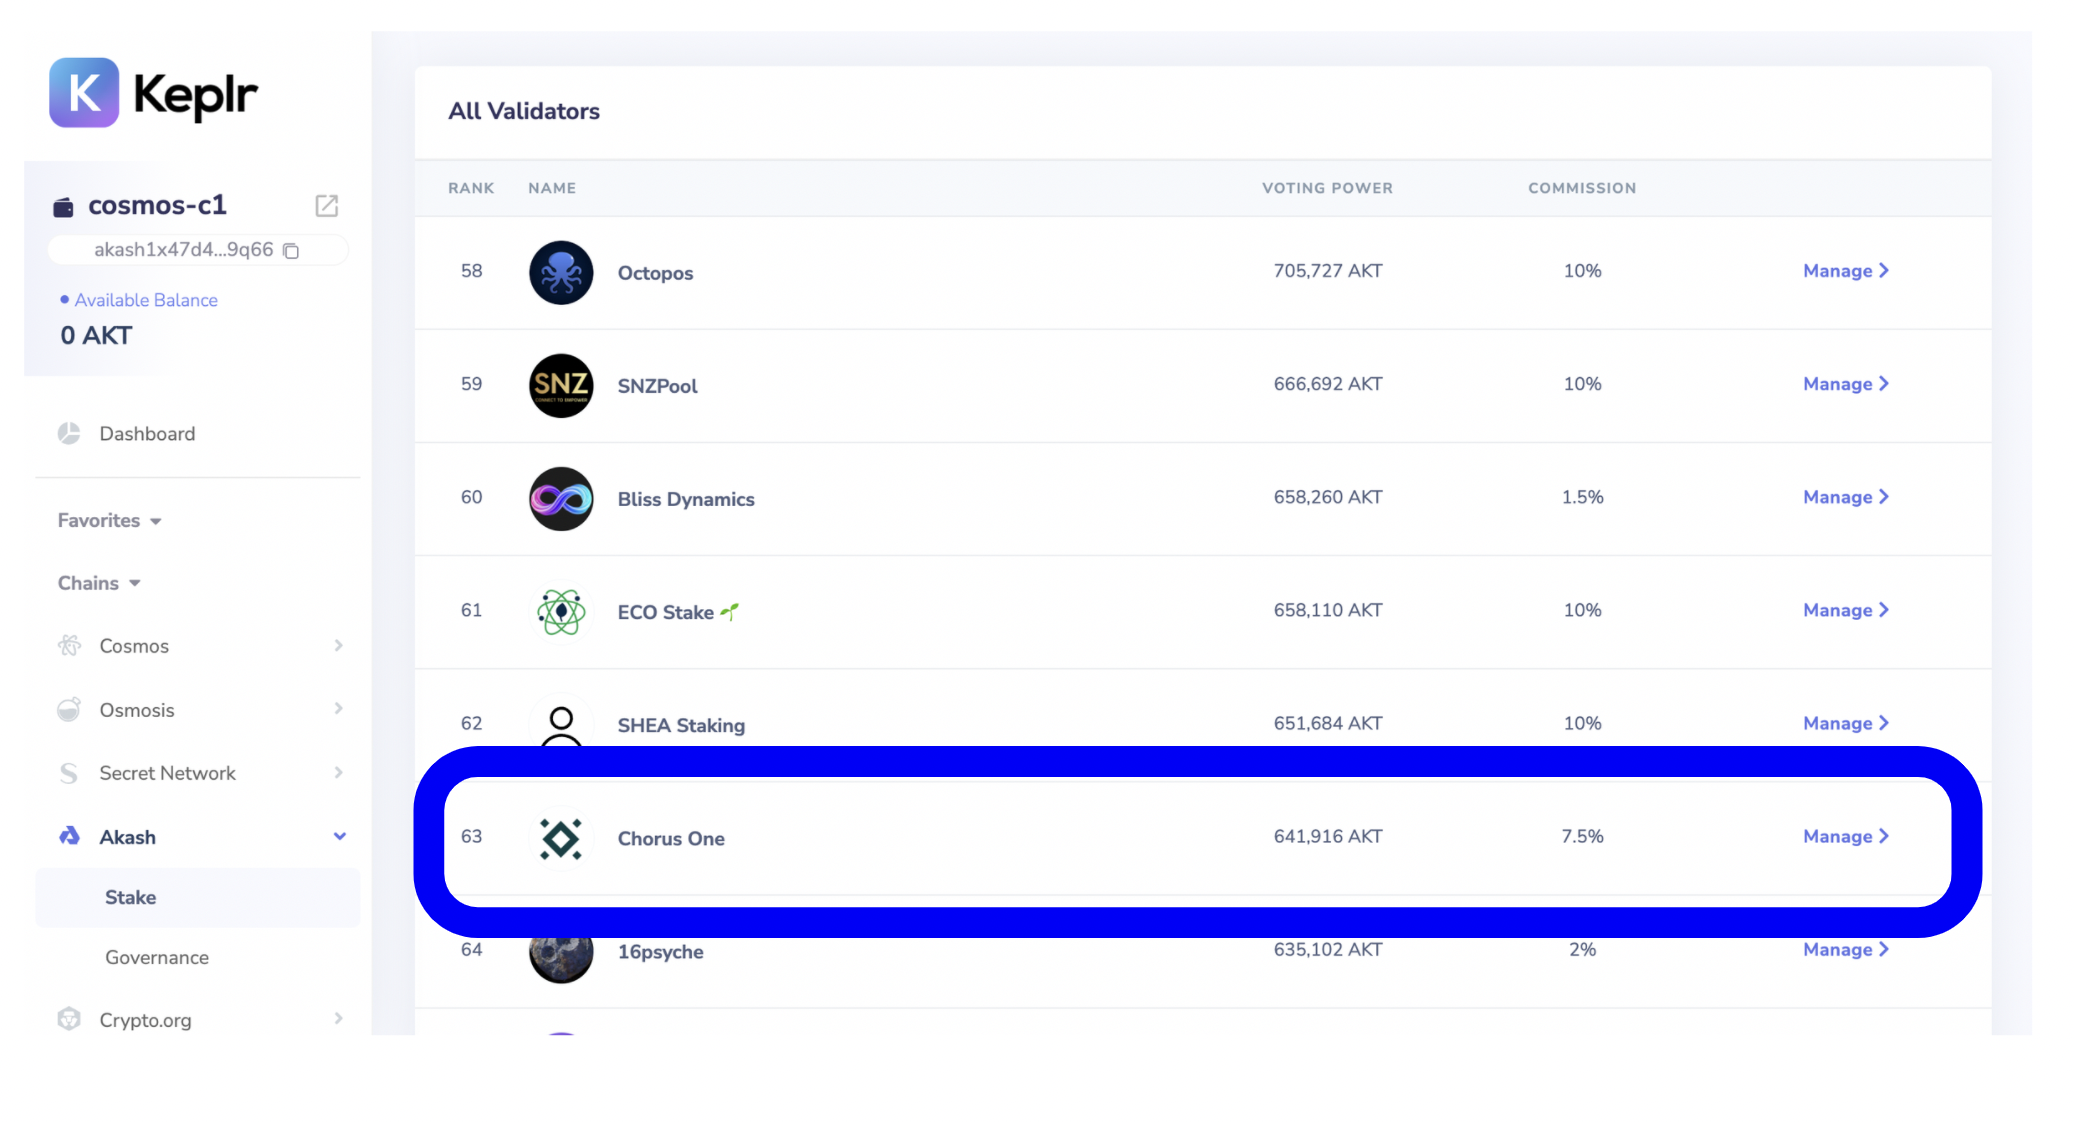 K Keplr
cosmos-c1
akash1x47d4...9q66
Available Balance
0 AKT
Dashboard
Favorites
Chains
Cosmos
Osmosis
Secret Network
Akash
Stake
Governance
Crypto.org
All Validators
RANK NAME VOTING POWER COMMISSION
58 Octopos 705,727 AKT 10% Manage
59 SNZ SNZPool 666,692 AKT 10% Manage
CONNECT TO EMPOWER
60 Bliss Dynamics 658,260 AKT 1.5% Manage
61 ECO Stake 🌱 658,110 AKT 10% Manage
62 SHEA Staking 651,684 AKT 10% Manage
63 Chorus One 641,916 AKT 7.5% Manage
64 16psyche 635,102 AKT 2% Manage